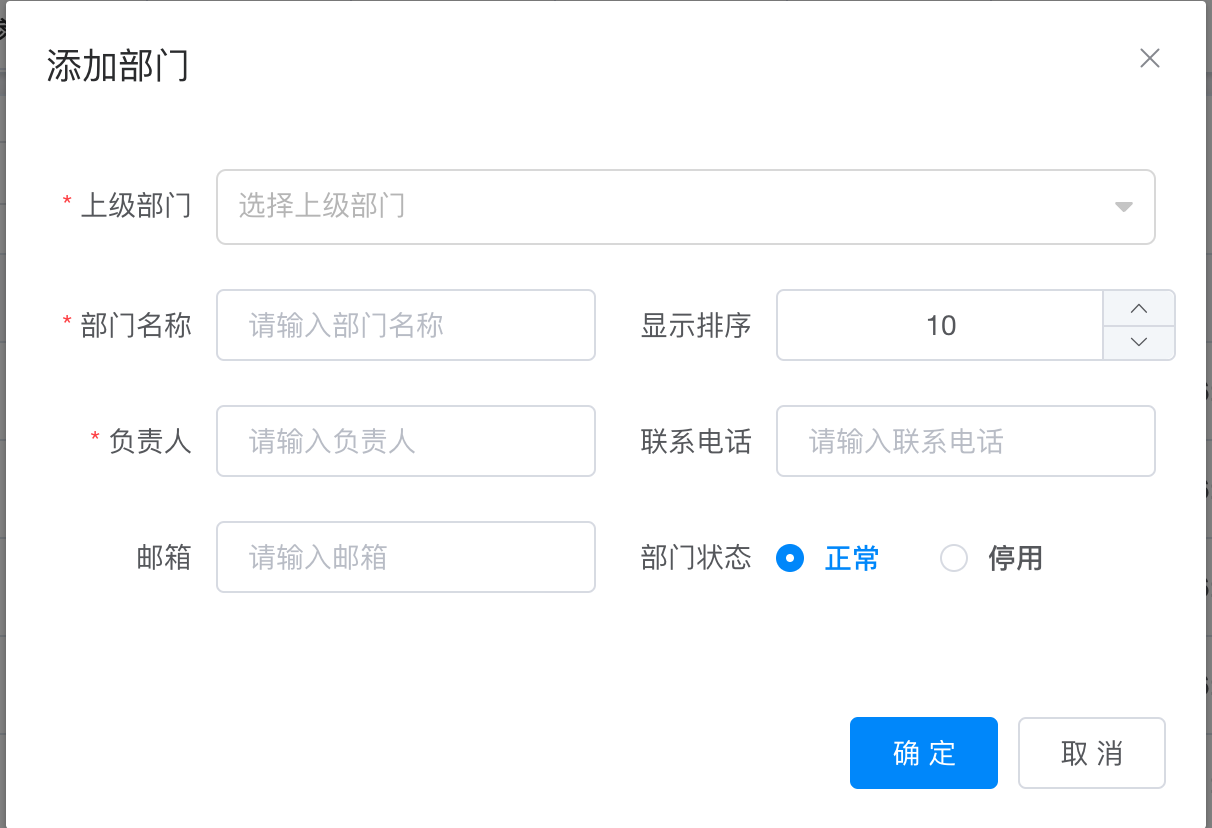 添加部门
* 上级部门 选择上级部门
* 部门名称 请输入部门名称 显示排序 10
* 负责人 请输入负责人 联系电话 请输入联系电话
邮箱 请输入邮箱 部门状态 正常 停用
确 定 取 消